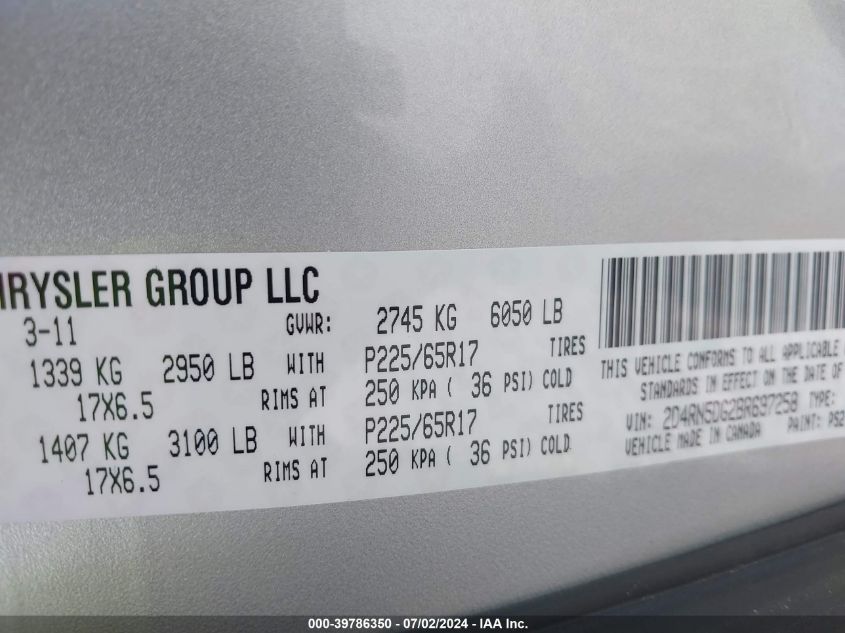 HRYSLER GROUP LLC
3-11 GVWR: 2745 KG 6050 LB
1339 KG 2950 LB WITH P225/65R17 TIRES
17X6.5 RIMS AT 250 KPA ( 36 PSI) COLD
1407 KG 3100 LB WITH P225/65R17 TIRES
17X6.5 RIMS AT 250 KPA ( 36 PSI) COLD
THIS VEHICLE CONFORMS TO ALL APPLICABLE
STANDARDS IN EFFECT ON THE DATE OF
VIN: 2D4RN5DG2BR697258 TYPE:
VEHICLE MADE IN CANADA PAINT: PS2
000-39786350 - 07/02/2024 - IAA Inc.